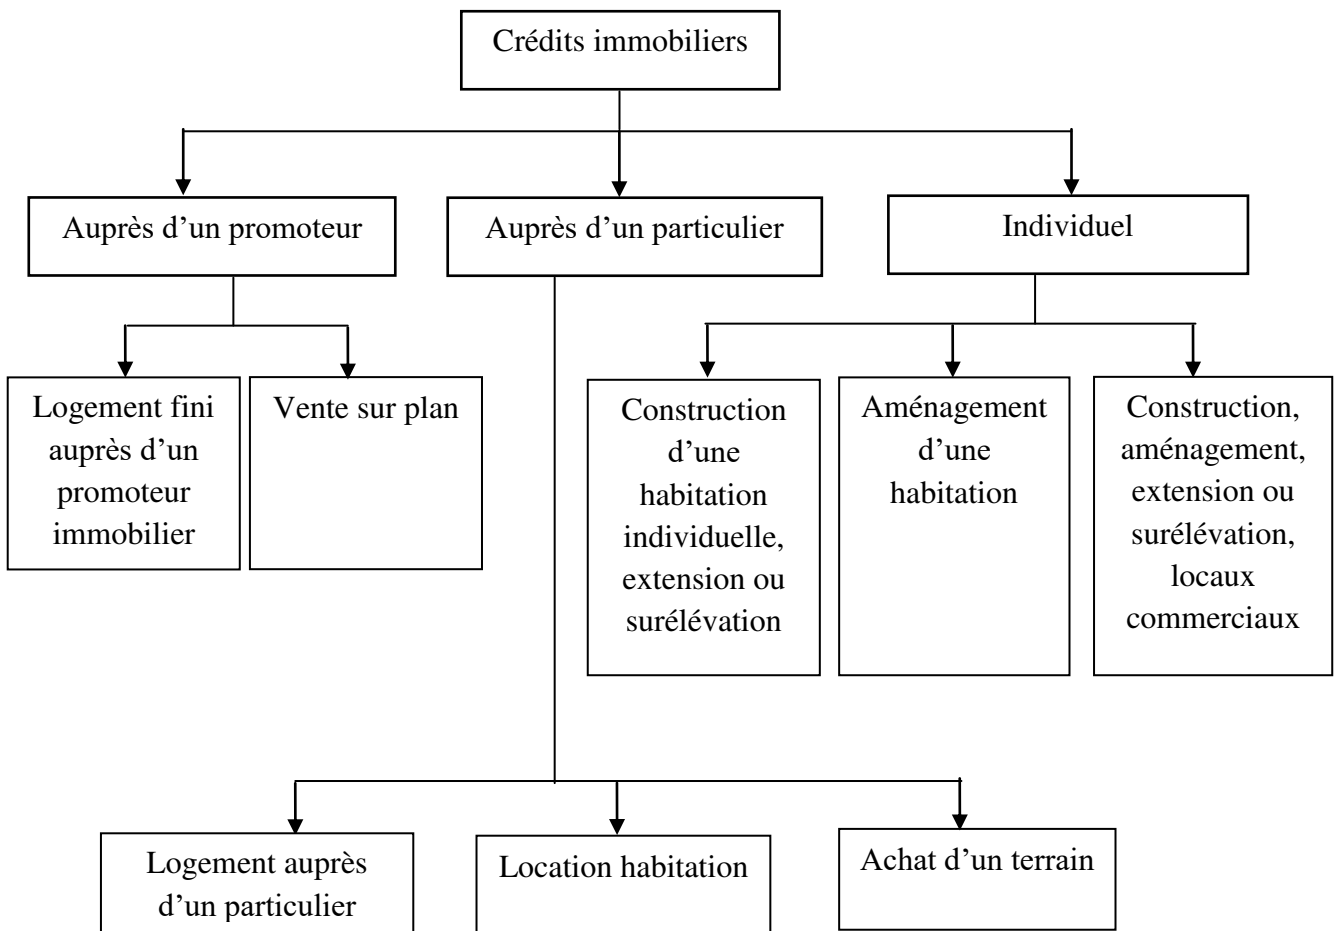 Crédits immobiliers
Auprès d’un promoteur
Auprès d’un particulier
Individuel
Logement fini
auprès d’un
promoteur
immobilier
Vente sur plan
Construction
d’une
habitation
individuelle,
extension ou
surélévation
Aménagement
d’une
habitation
Construction,
aménagement,
extension ou
surélévation,
locaux
commerciaux
Logement auprès
d’un particulier
Location habitation
Achat d’un terrain